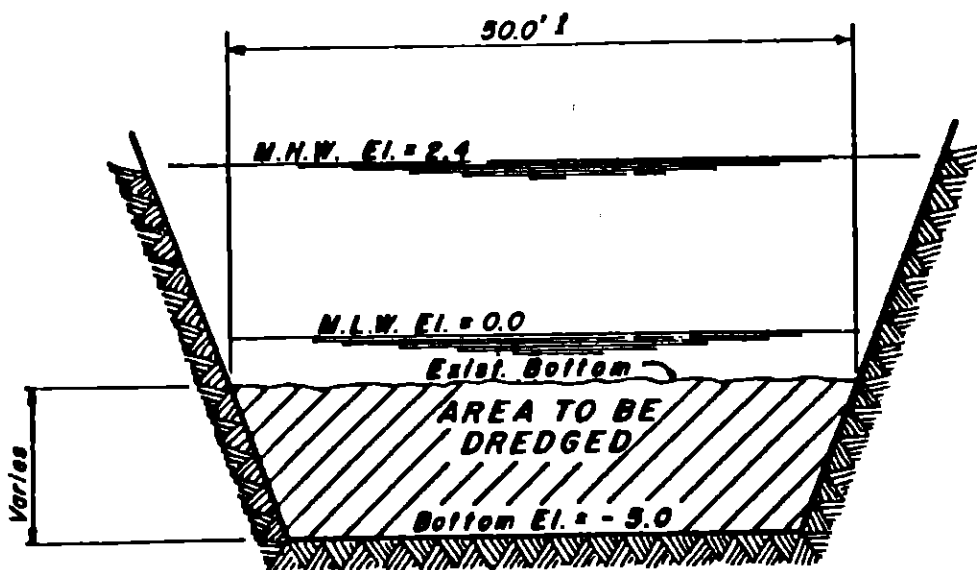 50.0' ±
M.H.W. El. = 2.4
M.L.W. El. = 0.0
Exist. Bottom
AREA TO BE
DREDGED
Varies
Bottom El. = - 5.0